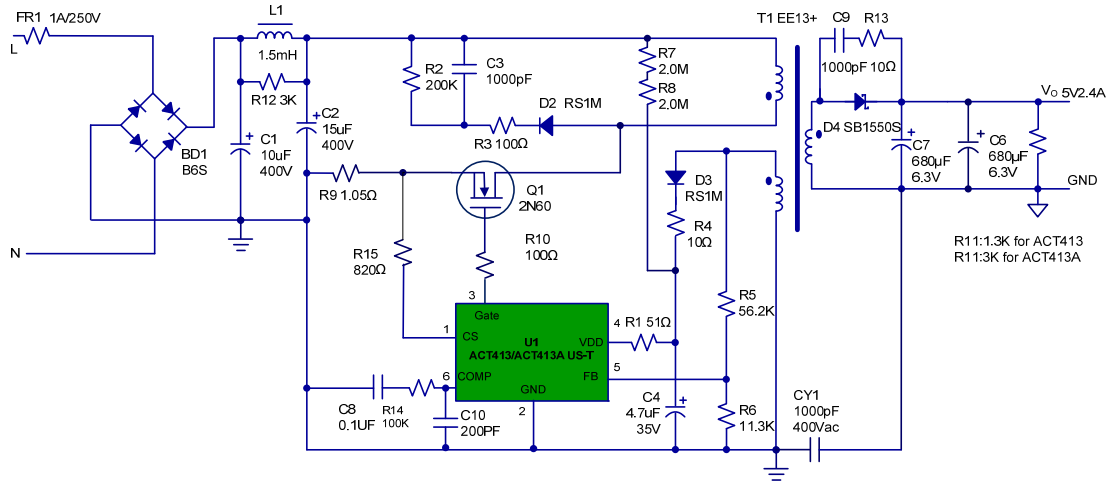 FR1 1A/250V
L
L1
1.5mH
R12 3K
C1
10uF
400V
C2
15uF
400V
BD1
B6S
N
R2
200K
C3
1000pF
R3 100Ω
D2 RS1M
R7
2.0M
R8
2.0M
T1 EE13+
C9
R13
1000pF 10Ω
D4 SB1550S
Vo 5V2.4A
C7
680µF
6.3V
C6
680µF
6.3V
GND
R11:1.3K for ACT413
R11:3K for ACT413A
R9 1.05Ω
Q1
2N60
R15
820Ω
R10
100Ω
D3
RS1M
R4
10Ω
R5
56.2K
3
Gate
1
CS
U1
ACT413/ACT413A US-T
VDD
4
R1 51Ω
6
COMP
FB
5
GND
2
C8
0.1UF
R14
100K
C10
200PF
C4
4.7uF
35V
R6
11.3K
CY1
1000pF
400Vac